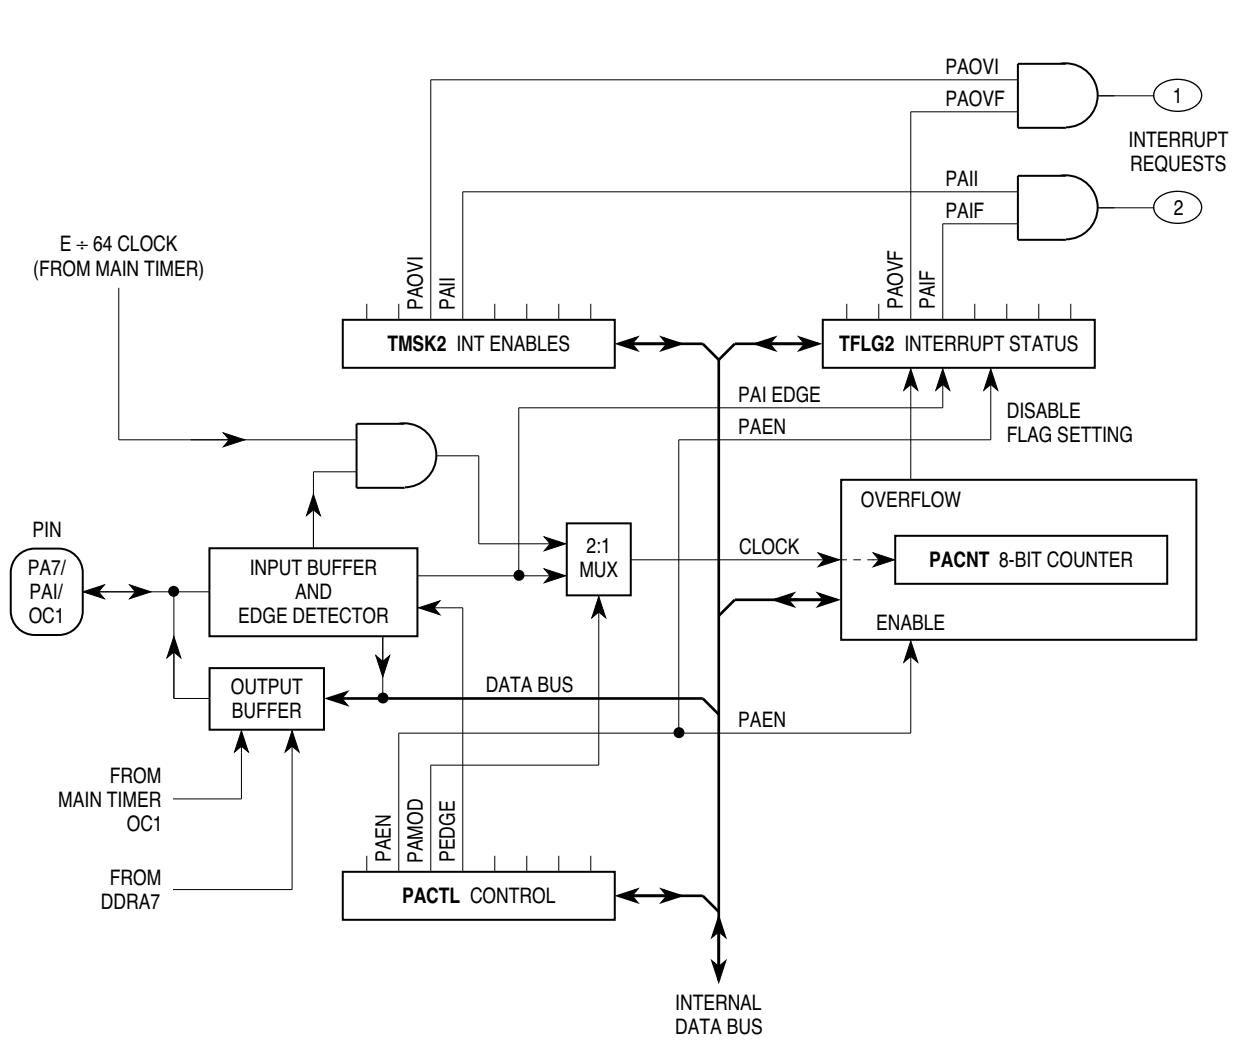 PAOVI
PAOVF
1
INTERRUPT
REQUESTS
PAII
PAIF
2
E ÷ 64 CLOCK
(FROM MAIN TIMER)
PAOVI
PAII
PAOVF
PAIF
TMSK2 INT ENABLES
TFLG2 INTERRUPT STATUS
PAI EDGE
PAEN
DISABLE
FLAG SETTING
OVERFLOW
PIN
PA7/
PAI/
OC1
INPUT BUFFER
AND
EDGE DETECTOR
2:1
MUX
CLOCK
PACNT 8-BIT COUNTER
ENABLE
OUTPUT
BUFFER
DATA BUS
PAEN
FROM
MAIN TIMER
OC1
FROM
DDRA7
PAEN
PAMOD
PEDGE
PACTL CONTROL
INTERNAL
DATA BUS